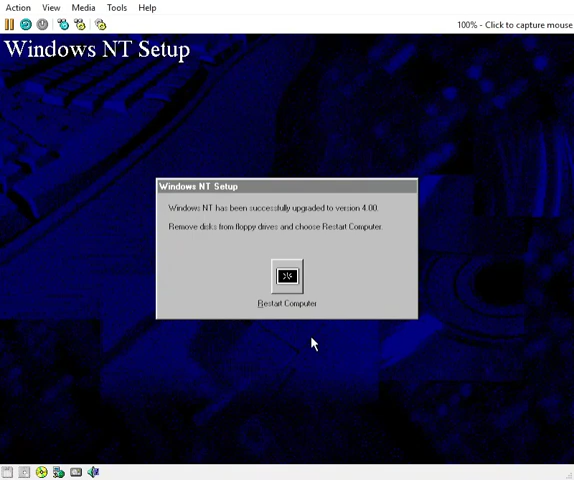 Action View Media Tools Help
100% - Click to capture mouse
Windows NT Setup
Windows NT Setup
Windows NT has been successfully upgraded to version 4.00.
Remove disks from floppy drives and choose Restart Computer.
Restart Computer